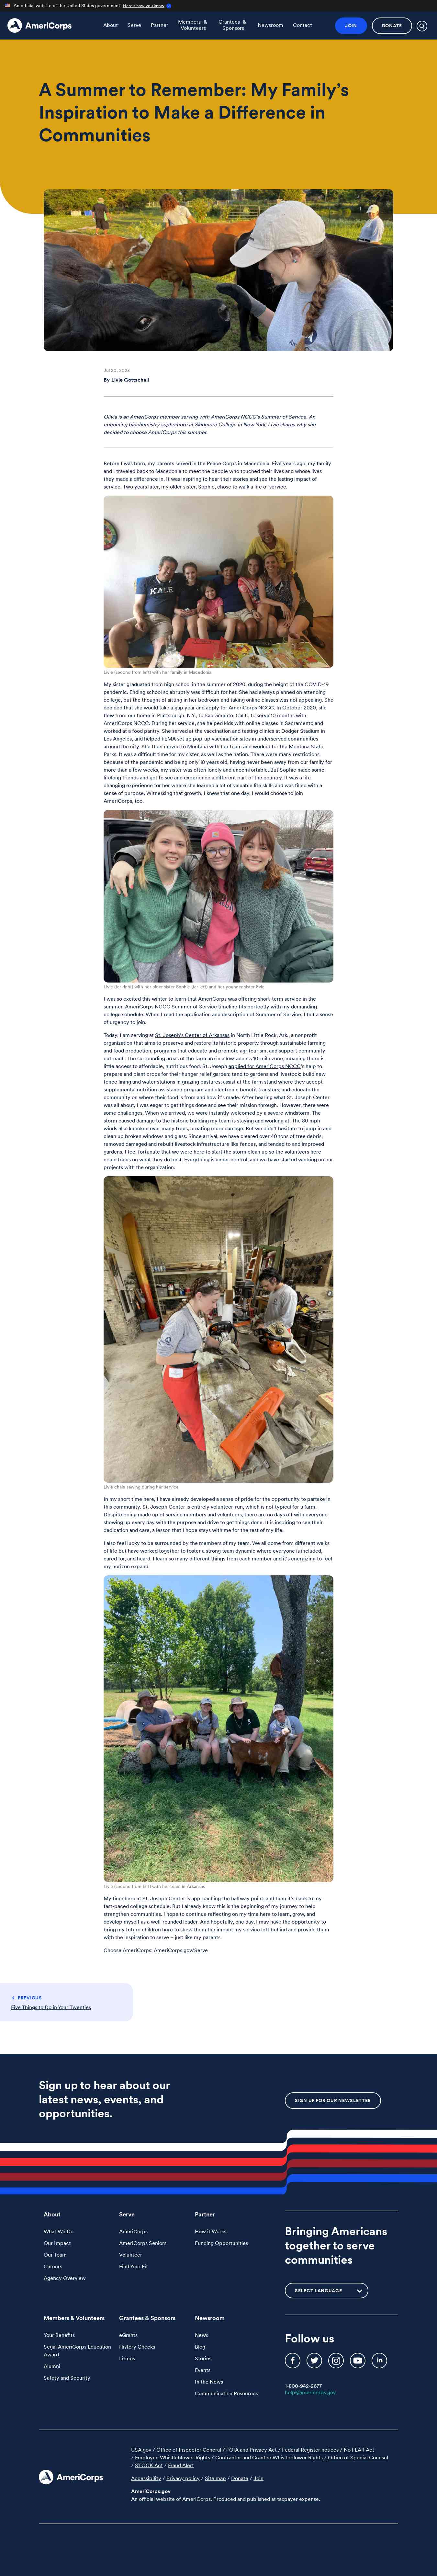 An official website of the United States government Here's how you know
AmeriCorps
About
Serve
Partner
Members & Volunteers
Grantees & Sponsors
Newsroom
Contact
JOIN
DONATE
A Summer to Remember: My Family's
Inspiration to Make a Difference in
Communities
Jul 20, 2023
By Livie Gottschall
Olivia is an AmeriCorps member serving with AmeriCorps NCCC's Summer of Service. An
upcoming biochemistry sophomore at Skidmore College in New York, Livie shares why she
decided to choose AmeriCorps this summer.
Before I was born, my parents served in the Peace Corps in Macedonia. Five years ago, my family
and I traveled back to Macedonia to meet the people who touched their lives and whose lives
they made a difference in. It was inspiring to hear their stories and see the lasting impact of
service. Two years later, my older sister, Sophie, chose to walk a life of service.
KALE
Livie (second from left) with her family in Macedonia
My sister graduated from high school in the summer of 2020, during the height of the COVID-19
pandemic. Ending school so abruptly was difficult for her. She had always planned on attending
college, but the thought of sitting in her bedroom and taking online classes was not appealing. She
decided that she would take a gap year and apply for AmeriCorps NCCC. In October 2020, she
flew from our home in Plattsburgh, N.Y., to Sacramento, Calif., to serve 10 months with
AmeriCorps NCCC. During her service, she helped kids with online classes in Sacramento and
worked at a food pantry. She served at the vaccination and testing clinics at Dodger Stadium in
Los Angeles, and helped FEMA set up pop-up vaccination sites in underserved communities
around the city. She then moved to Montana with her team and worked for the Montana State
Parks. It was a difficult time for my sister, as well as the nation. There were many restrictions
because of the pandemic and being only 18 years old, having never been away from our family for
more than a few weeks, my sister was often lonely and uncomfortable. But Sophie made some
lifelong friends and got to see and experience a different part of the country. It was a life-
changing experience for her where she learned a lot of valuable life skills and was filled with a
sense of purpose. Witnessing that growth, I knew that one day, I would choose to join
AmeriCorps, too.
Livie (far right) with her older sister Sophie (far left) and her younger sister Elsie
I was so excited this winter to learn that AmeriCorps was offering short-term service in the
summer. AmeriCorps NCCC Summer of Service timeline fits perfectly with my demanding
college schedule. When I read the application and description of Summer of Service, I felt a sense
of urgency to join.
Today, I am serving at St. Joseph's Center of Arkansas in North Little Rock, Ark., a nonprofit
organization that aims to preserve and restore its historic property through sustainable farming
and food production, programs that educate and promote agritourism, and support community
outreach. The surrounding areas of the farm are in a low-access 10-mile zone, meaning there is
little access to affordable, nutritious food. St. Joseph applied for AmeriCorps NCCC's help to
prepare and plant crops for their hunger relief garden; tend to gardens and livestock; build new
fence lining and water stations in grazing pastures; assist at the farm stand where they accept
supplemental nutrition assistance program and electronic benefit transfers; and educate the
community on where their food is from and how it's made. After hearing what the St. Joseph Center
was all about, I was eager to get things done and see their mission through. However, there were
some challenges. When we arrived, we were instantly welcomed by a severe windstorm. The
storms caused damage to the historic building my team is staying and working at. The 80 mph
winds also knocked over many trees, creating more damage. But we didn't hesitate to jump in and
clean up broken windows and glass. Since arrival, we have cleared over 40 tons of tree debris,
removed damaged and rebuilt livestock infrastructure like fences, and tended to and improved
gardens. I felt fortunate that we were here to start the storm clean up so the volunteers here
could focus on what they do best. Everything is under control, and we have started working on our
projects with the organization.
Livie chain sawing during her service
In my short time here, I have already developed a sense of pride for the opportunity to partake in
this community. St. Joseph Center is entirely volunteer-run, which is not typical for a farm.
Despite being made up of service members and volunteers, there are no days off with everyone
showing up every day with the purpose and drive to get things done. It is inspiring to see their
dedication and care, a lesson that I hope stays with me for the rest of my life.
I also feel lucky to be surrounded by the members of my team. We all come from different walks
of life but have worked together to foster a strong team dynamic where everyone is included,
cared for, and heard. I learn so many different things from each member and it's energizing to feel
my horizon expand.
Livie (second from left) with her team in Arkansas
My time here at St. Joseph Center is approaching the halfway point, and then it's back to my
fast-paced college schedule. But I already know this is the beginning of my journey to help
strengthen communities. I hope to continue reflecting on my time here to learn, grow, and
develop myself as a well-rounded leader. And hopefully, one day, I may have the opportunity to
bring my future children here to show them the impact my service left behind and provide them
with the inspiration to serve – just like my parents.
Choose AmeriCorps: AmeriCorps.gov/Serve
PREVIOUS
Five Things to Do in Your Twenties
Sign up to hear about our
latest news, events, and
opportunities.
SIGN UP FOR OUR NEWSLETTER
About
What We Do
Our Impact
Our Team
Careers
Agency Overview
Serve
AmeriCorps
AmeriCorps Seniors
Volunteer
Find Your Fit
Partner
How it Works
Funding Opportunities
Bringing Americans
together to serve
communities
SELECT LANGUAGE
Members & Volunteers
Your Benefits
Segal AmeriCorps Education
Award
Alumni
Safety and Security
Grantees & Sponsors
eGrants
History Checks
Litmos
Newsroom
News
Blog
Stories
Events
In the News
Communication Resources
Follow us
1-800-942-2677
help@americorps.gov
AmeriCorps
USA.gov / Office of Inspector General / FOIA and Privacy Act / Federal Register notices / No FEAR Act
/ Employee Whistleblower Rights / Contractor and Grantee Whistleblower Rights / Office of Special Counsel
/ STOCK Act / Fraud Alert
Accessibility / Privacy policy / Site map / Donate / Join
AmeriCorps.gov
An official website of AmeriCorps. Produced and published at taxpayer expense.